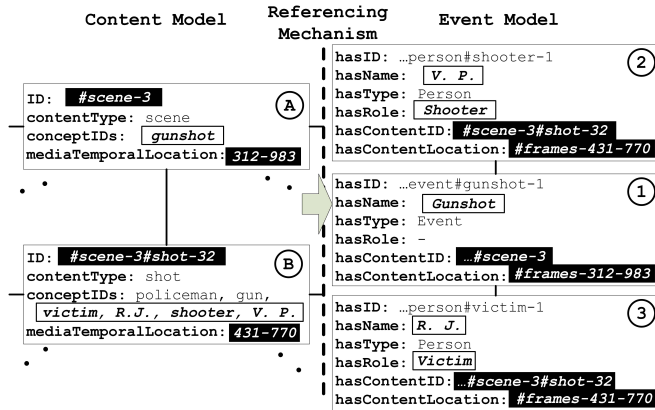 Content Model
Referencing
Mechanism
Event Model
ID: #scene-3
A
contentType: scene
conceptIDs: gunshot
mediaTemporalLocation: 312-983
ID: #scene-3#shot-32
B
contentType: shot
conceptIDs: policeman, gun,
victim, R.J., shooter, V. P.
mediaTemporalLocation: 431-770
hasID: …person#shooter-1
2
hasName: V. P.
hasType: Person
hasRole: Shooter
hasContentID: #scene-3#shot-32
hasContentLocation: #frames-431-770
hasID: …event#gunshot-1
1
hasName: Gunshot
hasType: Event
hasRole: -
hasContentID: …#scene-3
hasContentLocation: #frames-312-983
hasID: …person#victim-1
3
hasName: R. J.
hasType: Person
hasRole: Victim
hasContentID: …#scene-3#shot-32
hasContentLocation: #frames-431-770